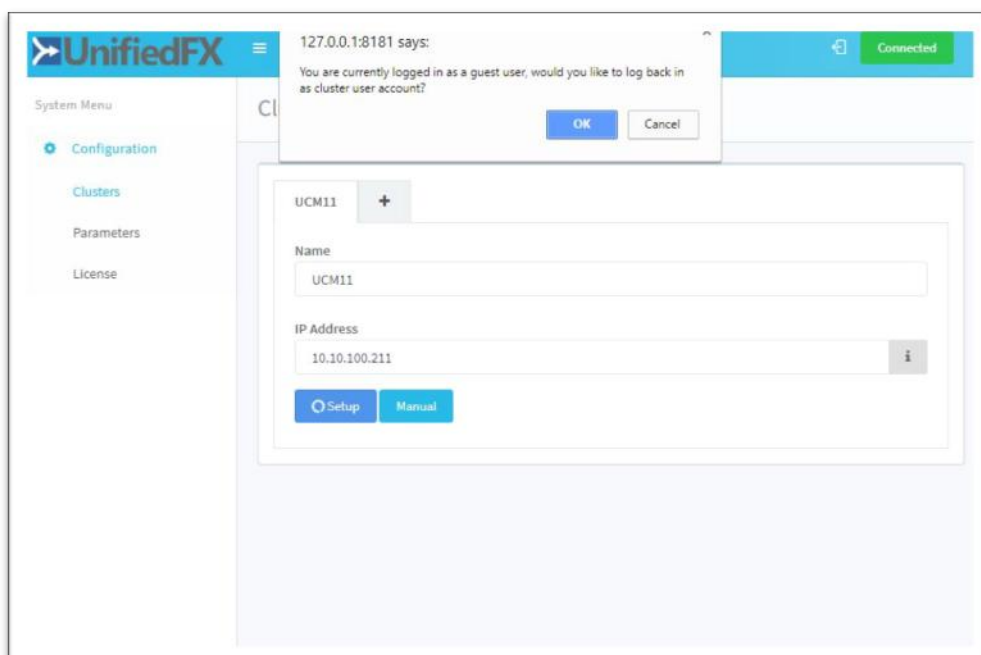 UnifiedFX
127.0.0.1:8181 says:
You are currently logged in as a guest user, would you like to log back in
as cluster user account?
OK Cancel
Connected
System Menu
Cl
Configuration
Clusters
Parameters
License
UCM11 +
Name
UCM11
IP Address
10.10.100.211 i
Setup Manual